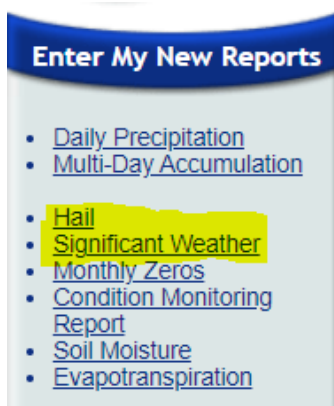 Enter My New Reports
• Daily Precipitation
• Multi-Day Accumulation
• Hail
• Significant Weather
• Monthly Zeros
• Condition Monitoring
Report
• Soil Moisture
• Evapotranspiration